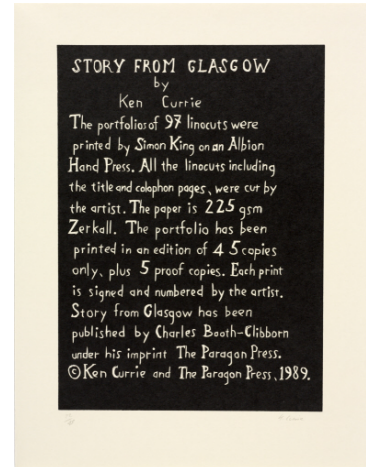 STORY FROM GLASGOW
by
Ken Currie
The portfolios of 97 linocuts were
printed by Simon King on an Albion
Hand Press. All the linocuts including
the title and colophon pages, were cut by
the artist. The paper is 225 gsm
Zerkall. The portfolio has been
printed in an edition of 45 copies
only, plus 5 proof copies. Each print
is signed and numbered by the artist.
Story from Glasgow has been
published by Charles Booth-Clibborn
under his imprint The Paragon Press.
©Ken Currie and The Paragon Press, 1989.